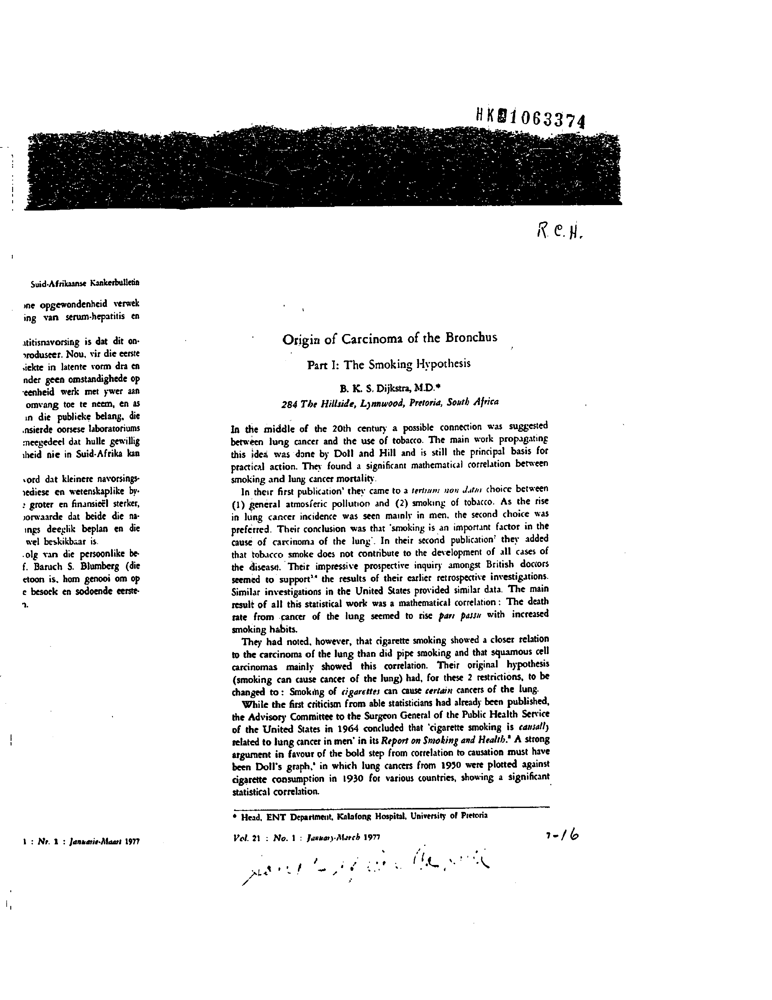 HK 1063374
R.C.H.
Suid-Afrikaanse Kankerbulletin
ne opgewondenheid verwek
ing van serum-hepatitis en
titisnavorsing is dat dit on-
roduseer. Nou, vir die eerste
iekte in latente vorm dra en
nder geen omstandighede op
eenheid werk met ywer aan
omvang toe te neem, en as
in die publieke belang, die
nsierde oorsese laboratoriums
meegedeel dat hulle gewillig
heid nie in Suid-Afrika kan
ord dat kleinere navorsings-
ediese en wetenskaplike by-
groter en finansieël sterker,
orwaarde dat beide die na-
ings deeglik beplan en die
wel beskikbaar is.
olg van die persoonlike be-
f. Baruch S. Blumberg (die
etoon is, hom genooi om op
e besoek en sodoende eerste-
1 : Nr. 1 : Januarie-Maart 1977
Origin of Carcinoma of the Bronchus
Part I: The Smoking Hypothesis
B. K. S. Dijkstra, M.D.*
284 The Hillside, Lynnwood, Pretoria, South Africa
In the middle of the 20th century a possible connection was suggested
between lung cancer and the use of tobacco. The main work propagating
this idea was done by Doll and Hill and is still the principal basis for
practical action. They found a significant mathematical correlation between
smoking and lung cancer mortality.
In their first publication¹ they came to a tertium non datur choice between
(1) general atmosferic pollution and (2) smoking of tobacco. As the rise
in lung cancer incidence was seen mainly in men, the second choice was
preferred. Their conclusion was that 'smoking is an important factor in the
cause of carcinoma of the lung'. In their second publication² they added
that tobacco smoke does not contribute to the development of all cases of
the disease. Their impressive prospective inquiry amongst British doctors
seemed to support the results of their earlier retrospective investigations.
Similar investigations in the United States provided similar data. The main
result of all this statistical work was a mathematical correlation : The death
rate from cancer of the lung seemed to rise pari passu with increased
smoking habits.
They had noted, however, that cigarette smoking showed a closer relation
to the carcinoma of the lung than did pipe smoking and that squamous cell
carcinomas mainly showed this correlation. Their original hypothesis
(smoking can cause cancer of the lung) had, for these 2 restrictions, to be
changed to : Smoking of cigarettes can cause certain cancers of the lung.
While the first criticism from able statisticians had already been published,
the Advisory Committee to the Surgeon General of the Public Health Service
of the United States in 1964 concluded that 'cigarette smoking is causally
related to lung cancer in men' in its Report on Smoking and Health. A strong
argument in favour of the bold step from correlation to causation must have
been Doll's graph, in which lung cancers from 1950 were plotted against
cigarette consumption in 1930 for various countries, showing a significant
statistical correlation.
* Head, ENT Department, Kalafong Hospital, University of Pretoria
Vol. 21 : No. 1 : January-March 1977
7-16